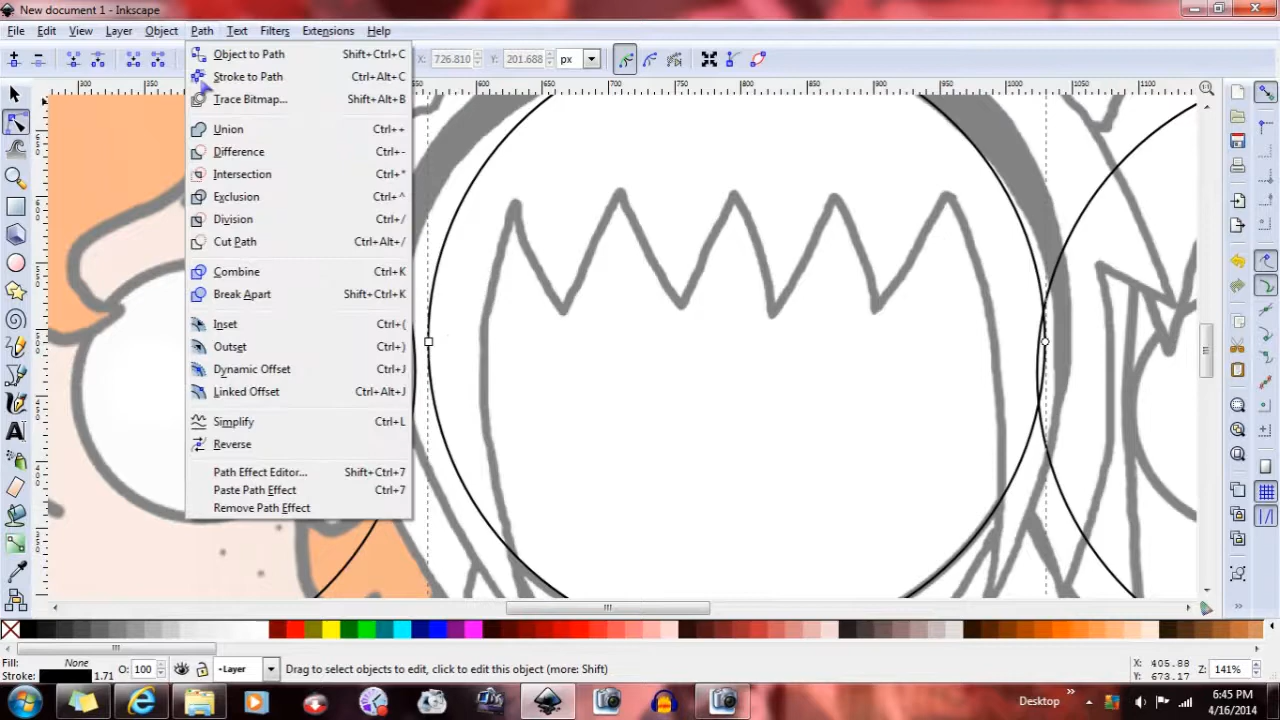 New document 1 - Inkscape
File Edit View Layer Object Path Text Filters Extensions Help
X: 726.810 Y: 201.688 px
Object to Path Shift+Ctrl+C
Stroke to Path Ctrl+Alt+C
Trace Bitmap... Shift+Alt+B
Union Ctrl++
Difference Ctrl+-
Intersection Ctrl+*
Exclusion Ctrl+^
Division Ctrl+/
Cut Path Ctrl+Alt+/
Combine Ctrl+K
Break Apart Shift+Ctrl+K
Inset Ctrl+(
Outset Ctrl+)
Dynamic Offset Ctrl+J
Linked Offset Ctrl+Alt+J
Simplify Ctrl+L
Reverse
Path Effect Editor... Shift+Ctrl+7
Paste Path Effect Ctrl+7
Remove Path Effect
Fill: None
Stroke: 1.71 O: 100 -Layer Drag to select objects to edit, click to edit this object (more: Shift) X: 405.88 Y: 673.17 Z: 141%
Desktop 6:45 PM
4/16/2014